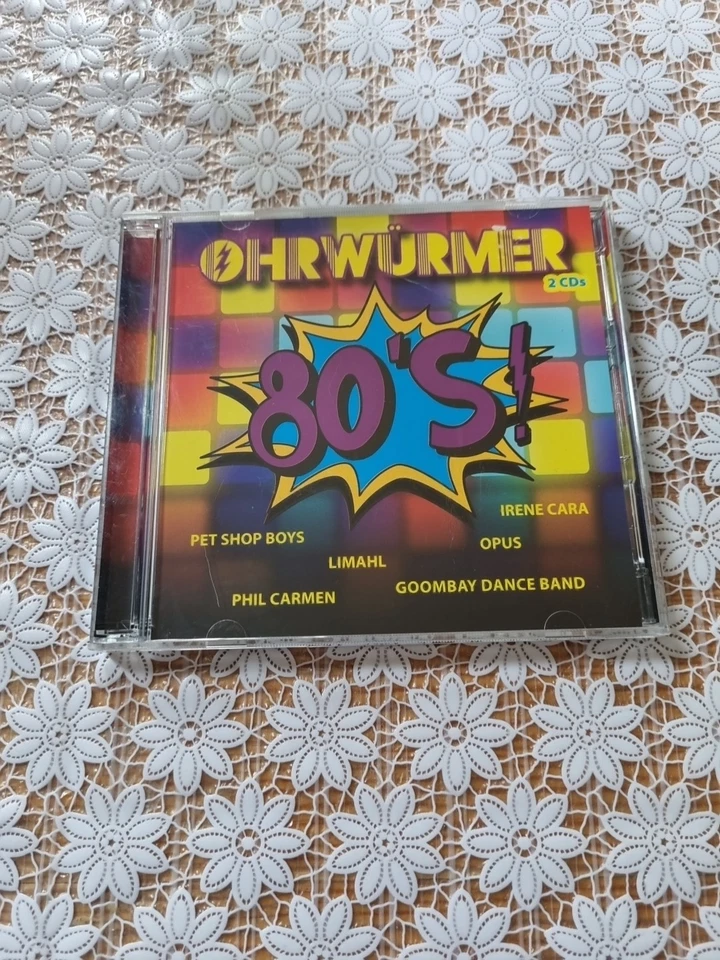 OHRWÜRMER
2 CDs
80'S!
IRENE CARA
PET SHOP BOYS
OPUS
LIMAHL
GOOMBAY DANCE BAND
PHIL CARMEN